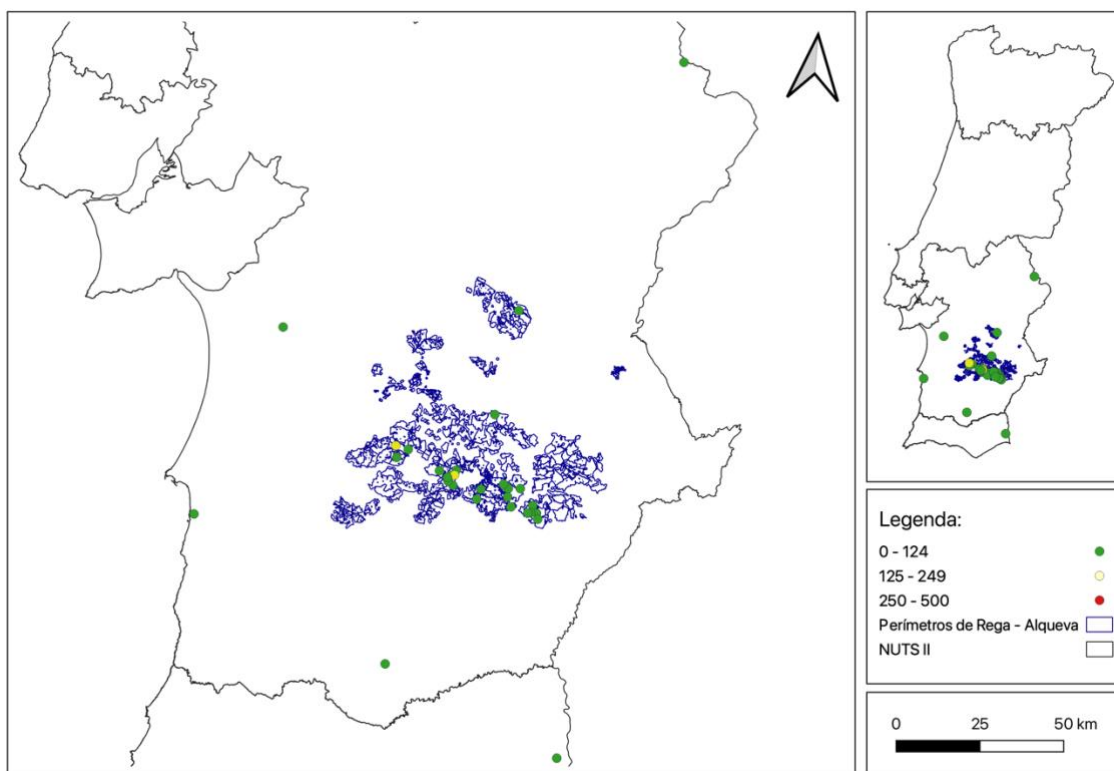 Legenda:
0 - 124
125 - 249
250 - 500
Perímetros de Rega - Alqueva
NUTS II
0 25 50 km